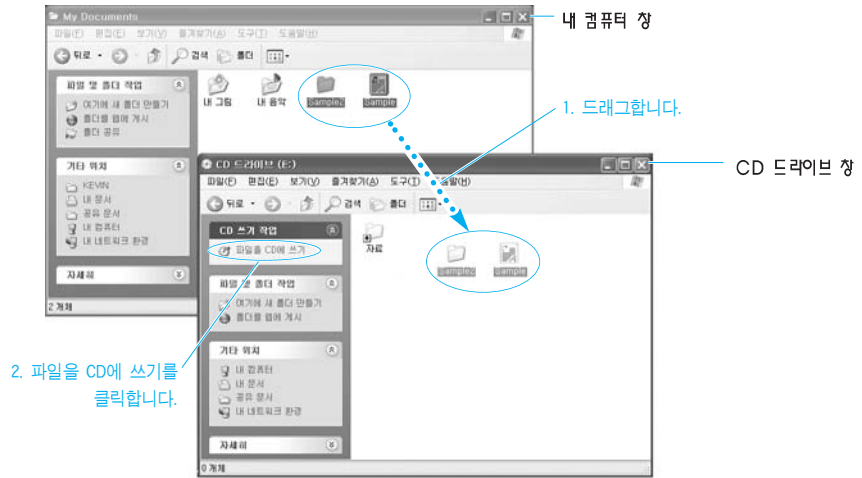 My Documents
내 컴퓨터 창
파일(F) 편집(E) 보기(V) 즐겨찾기(A) 도구(T) 도움말(H)
뒤로 검색 폴더
파일 및 폴더 작업
여기에 새 폴더 만들기
폴더를 웹에 게시
폴더 공유
기타 위치
KEVIN
내 문서
공유 문서
내 컴퓨터
내 네트워크 환경
자세히
2 개체
내 그림 내 음악 Sample2 Sample
1. 드래그합니다.
CD 드라이브 (E:)
CD 드라이브 창
파일(F) 편집(E) 보기(V) 즐겨찾기(A) 도구(T) 도움말(H)
뒤로 검색 폴더
CD 쓰기 작업
파일을 CD에 쓰기
파일 및 폴더 작업
여기에 새 폴더 만들기
폴더를 웹에 게시
기타 위치
내 컴퓨터
내 문서
공유 문서
내 네트워크 환경
자세히
0 개체
자료
Sample2 Sample
2. 파일을 CD에 쓰기를
클릭합니다.